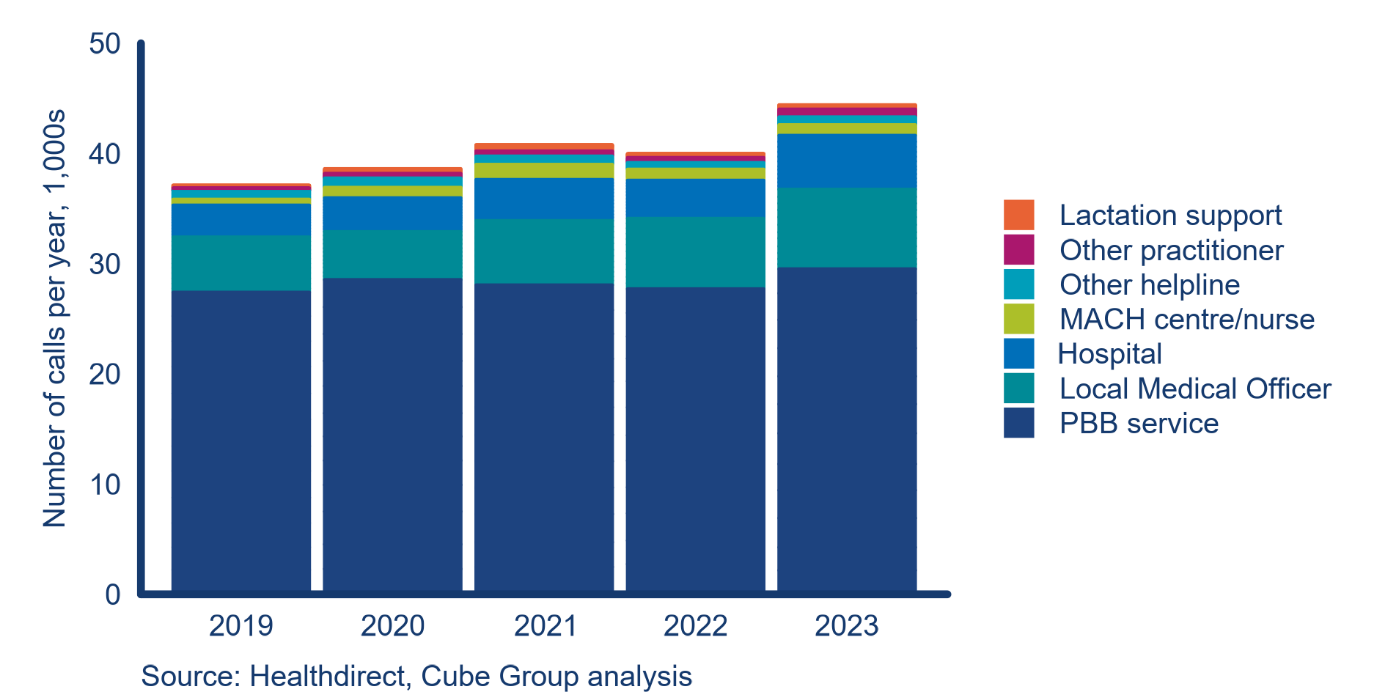 50
40
30
20
10
0
Number of calls per year, 1,000s
2019
2020
2021
2022
2023
Lactation support
Other practitioner
Other helpline
MACH centre/nurse
Hospital
Local Medical Officer
PBB service
Source: Healthdirect, Cube Group analysis